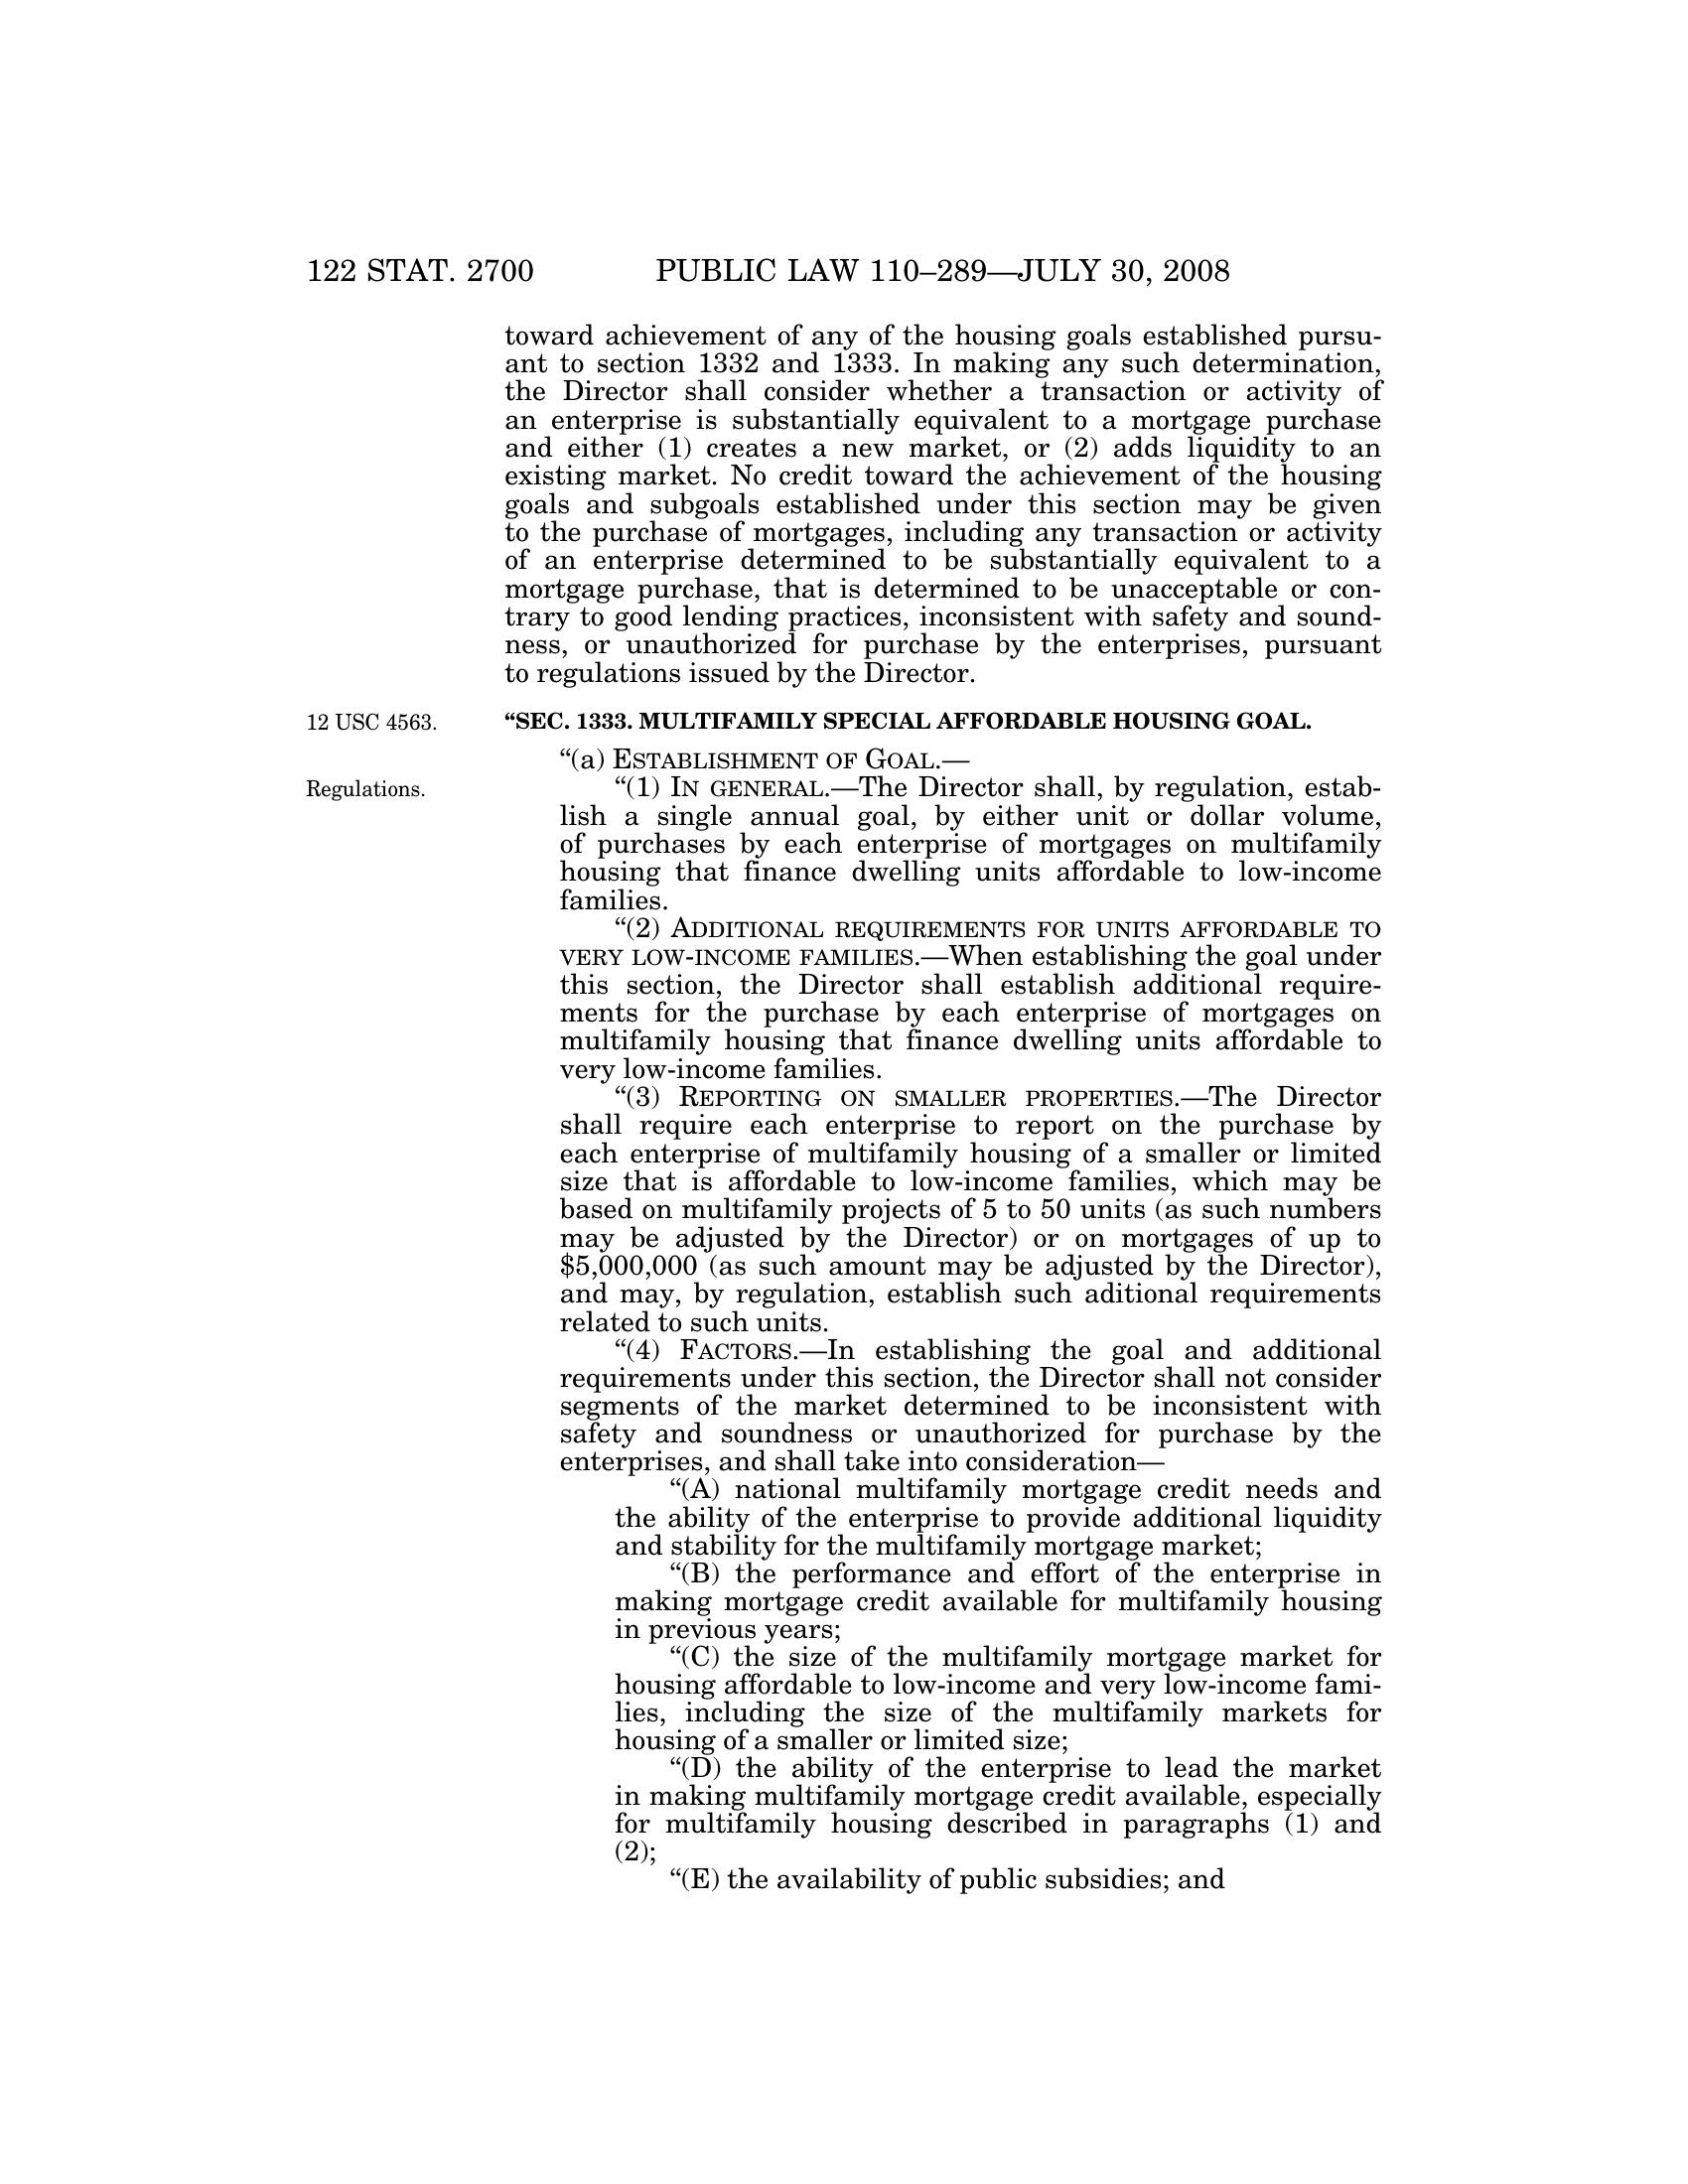 122 STAT. 2700 PUBLIC LAW 110–289—JULY 30, 2008
toward achievement of any of the housing goals established pursu-
ant to section 1332 and 1333. In making any such determination,
the Director shall consider whether a transaction or activity of
an enterprise is substantially equivalent to a mortgage purchase
and either (1) creates a new market, or (2) adds liquidity to an
existing market. No credit toward the achievement of the housing
goals and subgoals established under this section may be given
to the purchase of mortgages, including any transaction or activity
of an enterprise determined to be substantially equivalent to a
mortgage purchase, that is determined to be unacceptable or con-
trary to good lending practices, inconsistent with safety and sound-
ness, or unauthorized for purchase by the enterprises, pursuant
to regulations issued by the Director.
12 USC 4563. “SEC. 1333. MULTIFAMILY SPECIAL AFFORDABLE HOUSING GOAL.
“(a) ESTABLISHMENT OF GOAL.—
Regulations. “(1) IN GENERAL.—The Director shall, by regulation, estab-
lish a single annual goal, by either unit or dollar volume,
of purchases by each enterprise of mortgages on multifamily
housing that finance dwelling units affordable to low-income
families.
“(2) ADDITIONAL REQUIREMENTS FOR UNITS AFFORDABLE TO
VERY LOW-INCOME FAMILIES.—When establishing the goal under
this section, the Director shall establish additional require-
ments for the purchase by each enterprise of mortgages on
multifamily housing that finance dwelling units affordable to
very low-income families.
“(3) REPORTING ON SMALLER PROPERTIES.—The Director
shall require each enterprise to report on the purchase by
each enterprise of multifamily housing of a smaller or limited
size that is affordable to low-income families, which may be
based on multifamily projects of 5 to 50 units (as such numbers
may be adjusted by the Director) or on mortgages of up to
$5,000,000 (as such amount may be adjusted by the Director),
and may, by regulation, establish such aditional requirements
related to such units.
“(4) FACTORS.—In establishing the goal and additional
requirements under this section, the Director shall not consider
segments of the market determined to be inconsistent with
safety and soundness or unauthorized for purchase by the
enterprises, and shall take into consideration—
“(A) national multifamily mortgage credit needs and
the ability of the enterprise to provide additional liquidity
and stability for the multifamily mortgage market;
“(B) the performance and effort of the enterprise in
making mortgage credit available for multifamily housing
in previous years;
“(C) the size of the multifamily mortgage market for
housing affordable to low-income and very low-income fami-
lies, including the size of the multifamily markets for
housing of a smaller or limited size;
“(D) the ability of the enterprise to lead the market
in making multifamily mortgage credit available, especially
for multifamily housing described in paragraphs (1) and
(2);
“(E) the availability of public subsidies; and